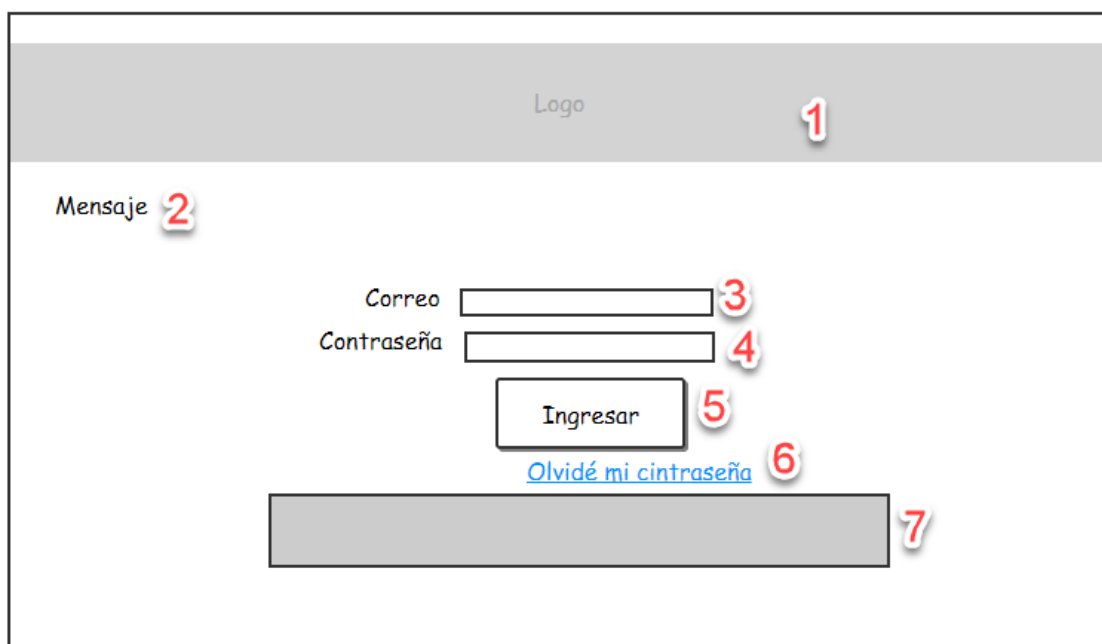 Logo 1
Mensaje 2
Correo 3
Contraseña 4
Ingresar 5
Olvidé mi cintraseña 6
7